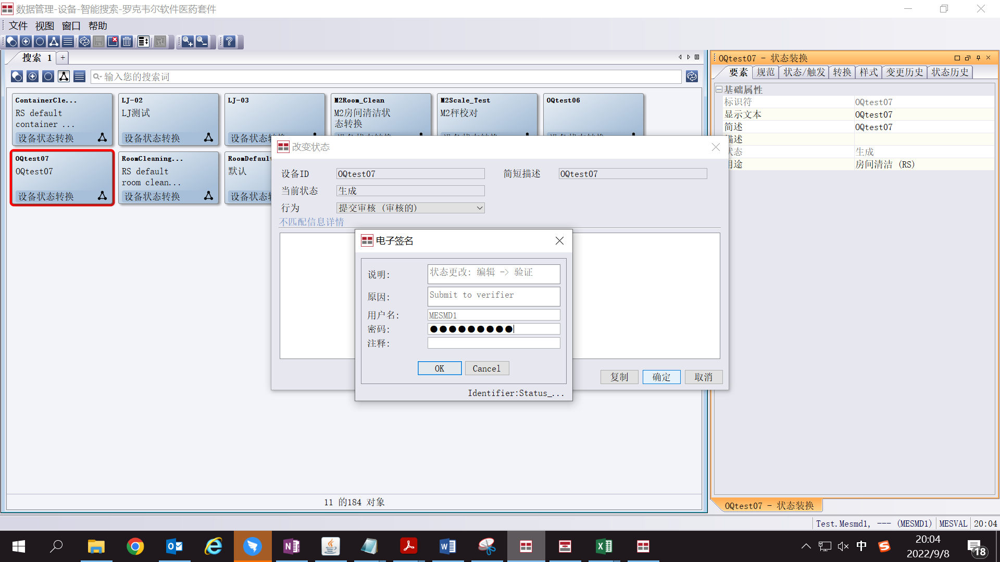 数据管理-设备-智能搜索-罗克韦尔软件医药套件
文件 视图 窗口 帮助
搜索 1 +
输入您的搜索词
ContainerCle...
RS default
container ...
设备状态转换
LJ-02
LJ测试
设备状态转换
LJ-03
设备状态转
M2Room_Clean
M2房间清洁状
态转换
M2Scale_Test
M2秤校对
OQtest06
OQtest07
OQtest07
设备状态转换
RoomCleaning...
RS default
room clean...
设备状态转换
RoomDefaul
默认
设备状态转
11 的184 对象
改变状态
设备ID OQtest07 简短描述 OQtest07
当前状态 生成
行为 提交审核 (审核的)
不匹配信息详情
复制 确定 取消
电子签名
说明: 状态更改: 编辑 -> 验证
原因: Submit to verifier
用户名: MESMD1
密码: ●●●●●●●●●
注释:
OK Cancel
Identifier:Status_...
OQtest07 - 状态装换
要素 规范 状态/触发 转换 样式 变更历史 状态历史
基础属性
标识符 OQtest07
显示文本 OQtest07
简述 OQtest07
描述
状态 生成
用途 房间清洁 (RS)
OQtest07 - 状态装换
Test.Mesmd1, --- (MESMD1) MESVAL 20:04
中
20:04
2022/9/8
18